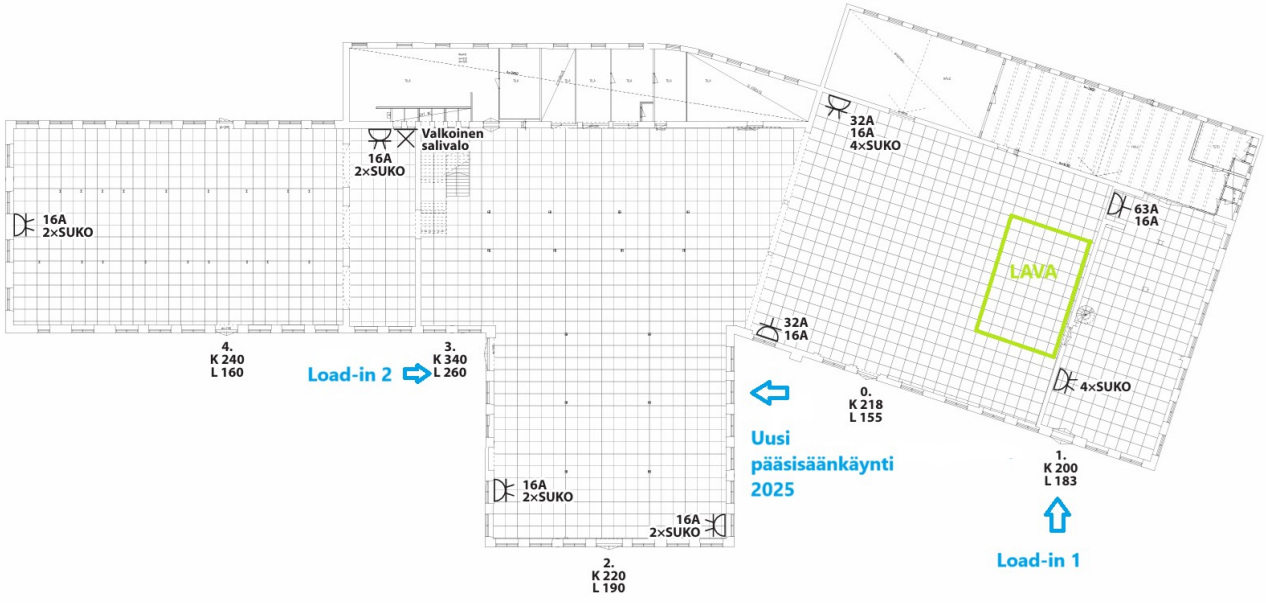 32A
16A
4×SUKO
Valkoinen
salivalo
16A
2×SUKO
63A
16A
16A
2×SUKO
LAVA
32A
16A
4.
K 240
L 160
3.
K 340
L 260
Load-in 2
0.
K 218
L 155
4×SUKO
Uusi
pääsisäänkäynti
2025
1.
K 200
L 183
16A
2×SUKO
16A
2×SUKO
Load-in 1
2.
K 220
L 190